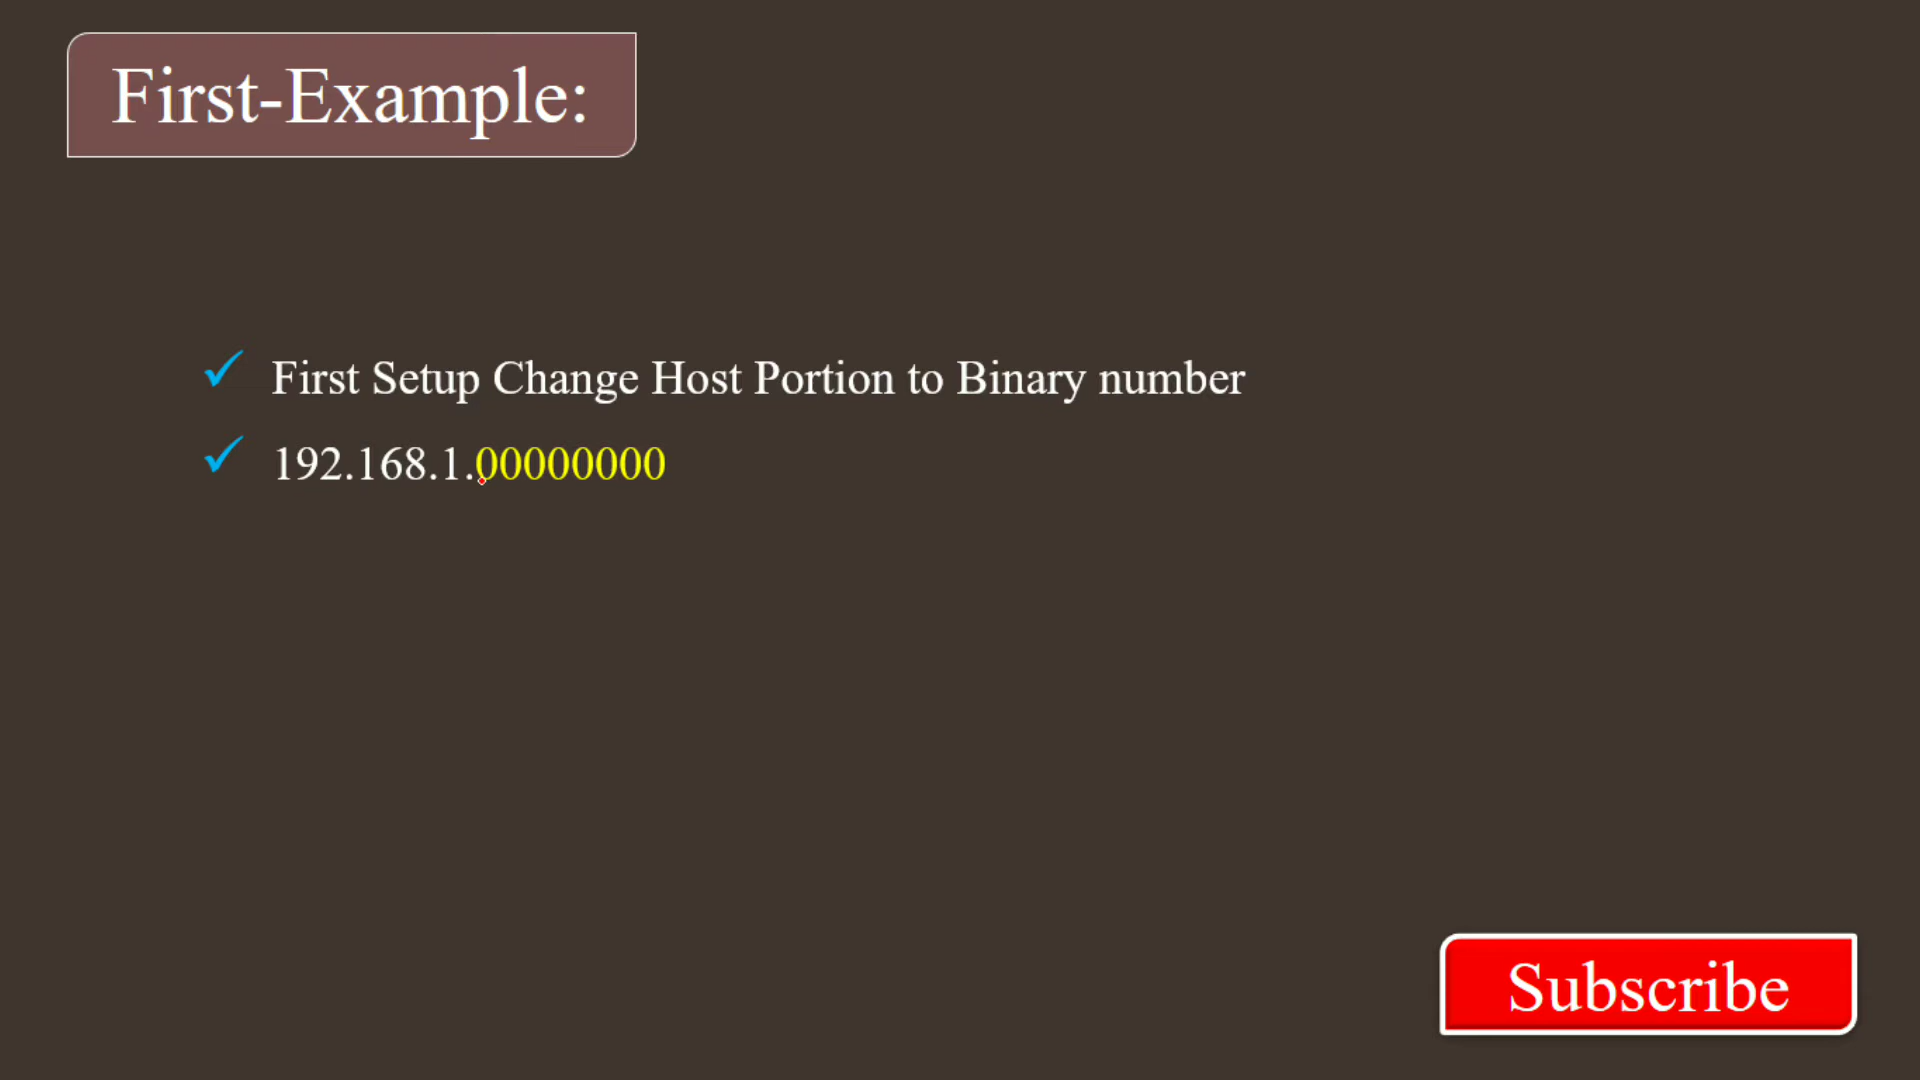 First-Example:
First Setup Change Host Portion to Binary number
192.168.1.00000000
Subscribe